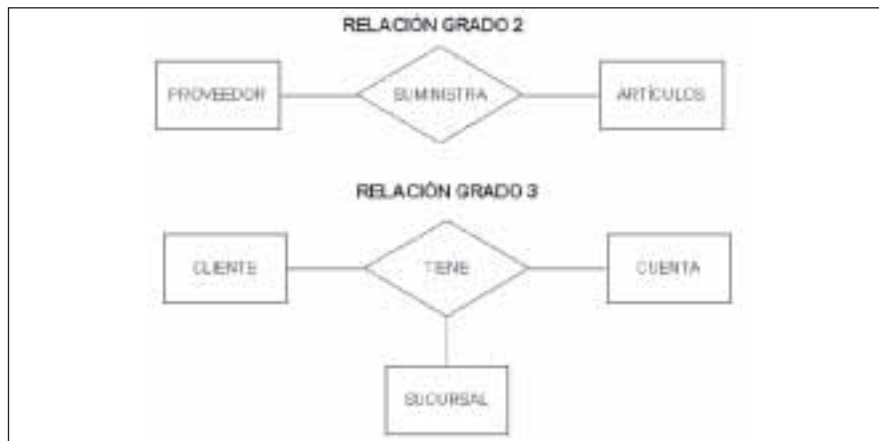 RELACIÓN GRADO 2
PROVEEDOR SUMINISTRA ARTÍCULOS
RELACIÓN GRADO 3
CLIENTE TIENE CUENTA
SUCURSAL